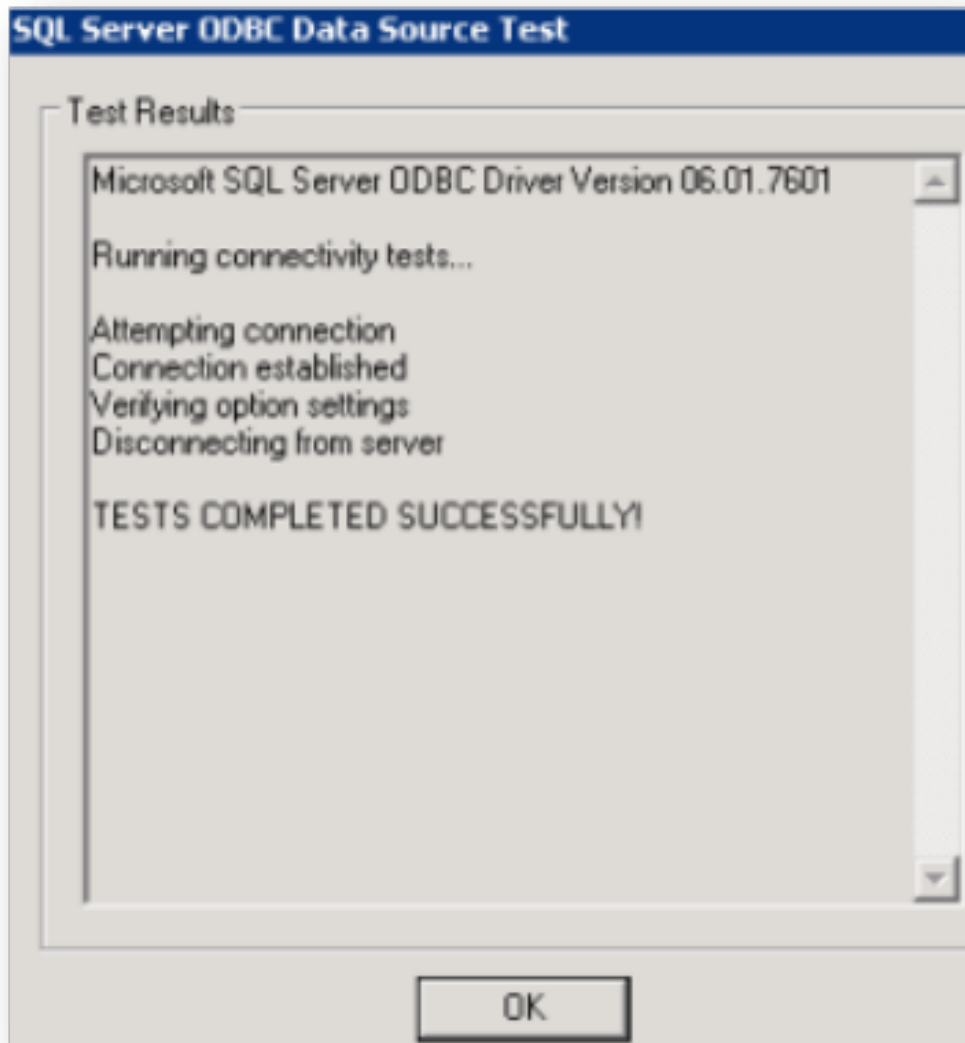 SQL Server ODBC Data Source Test
Test Results
Microsoft SQL Server ODBC Driver Version 06.01.7601
Running connectivity tests...
Attempting connection
Connection established
Verifying option settings
Disconnecting from server
TESTS COMPLETED SUCCESSFULLY!
OK